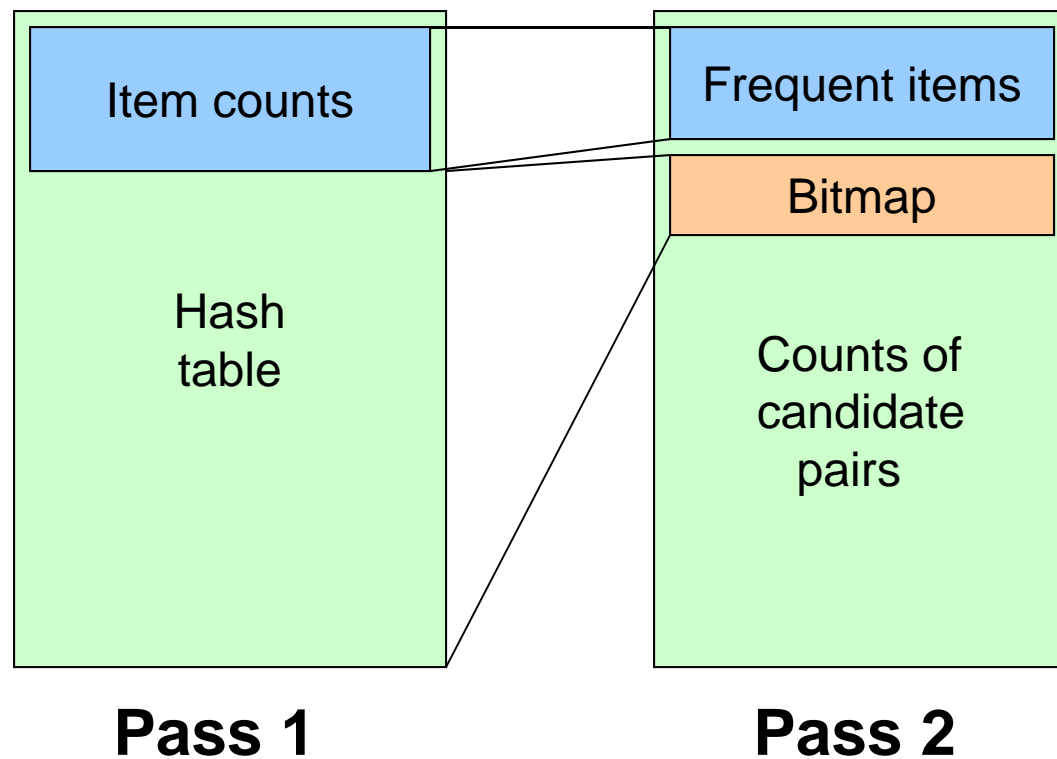 Item counts
Hash
table
Frequent items
Bitmap
Counts of
candidate
pairs
Pass 1
Pass 2